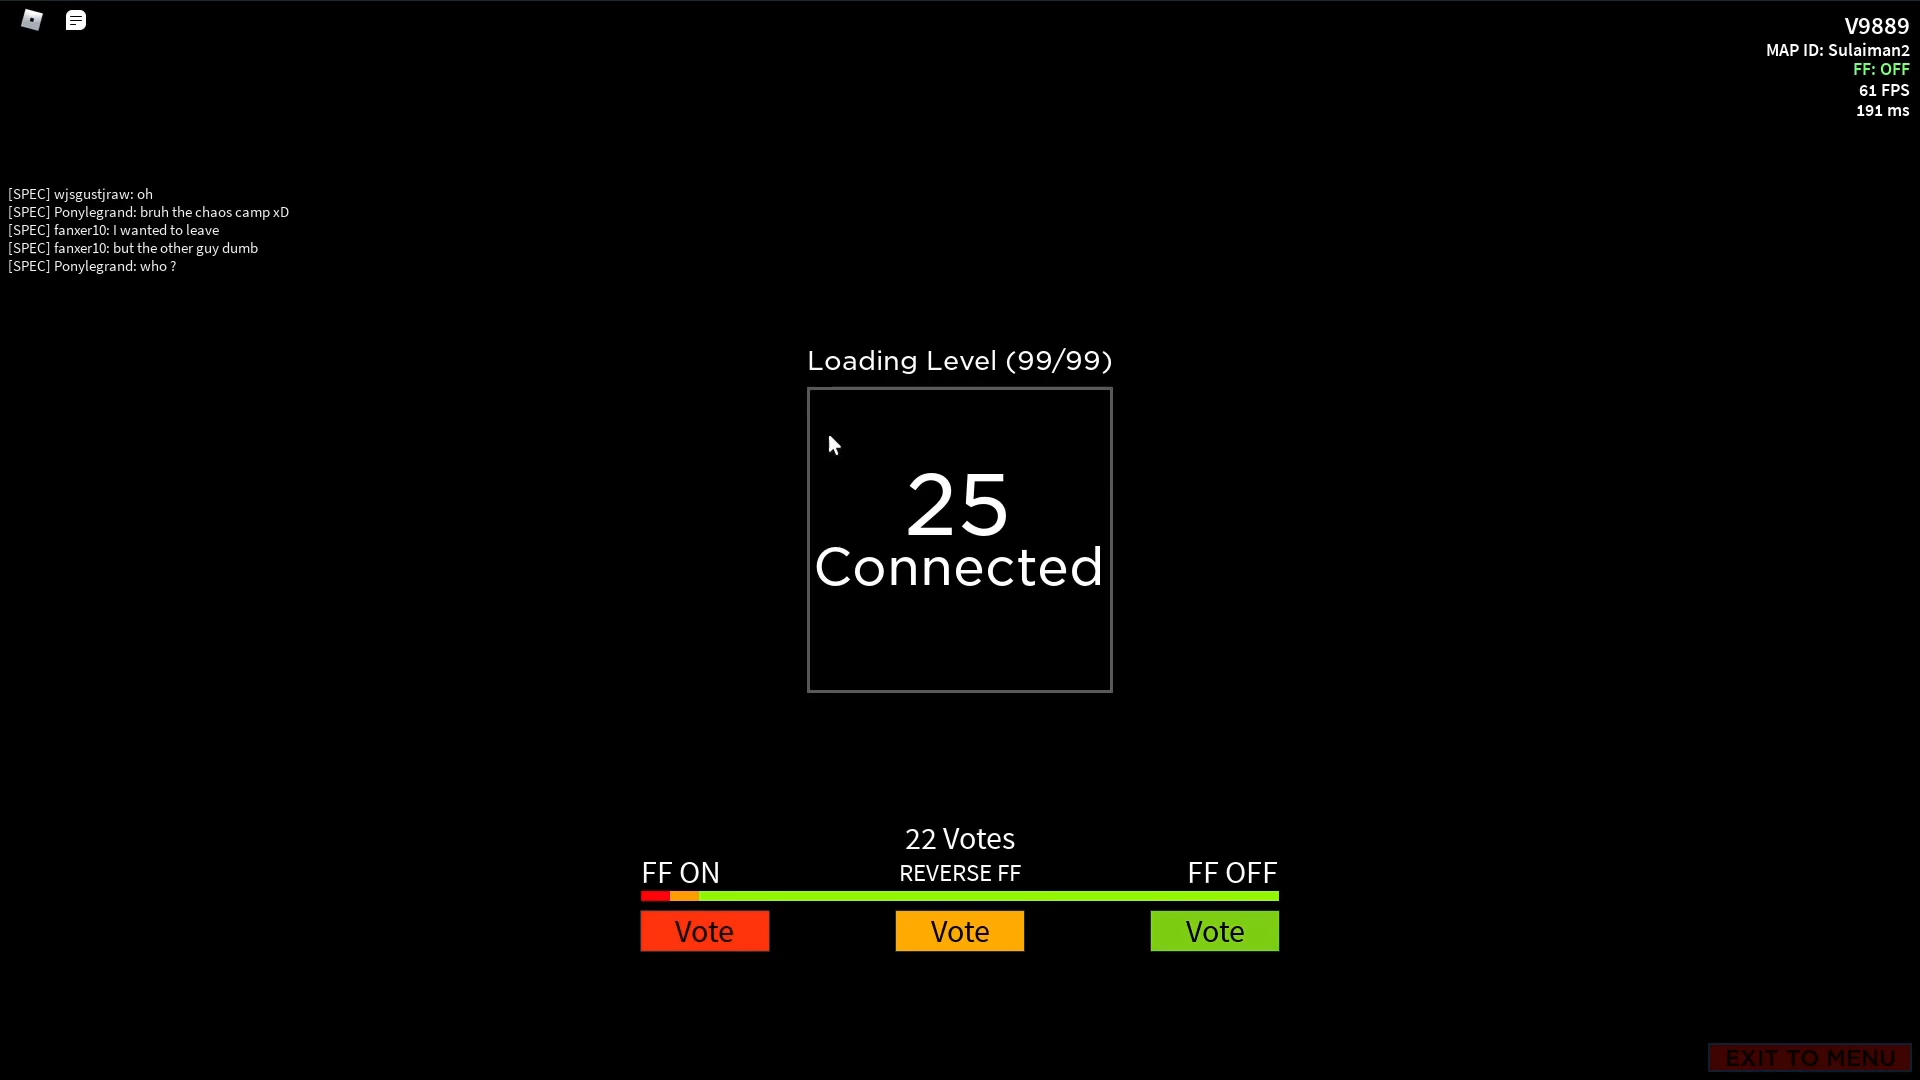 V9889
MAP ID: Sulaiman2
FF: OFF
61 FPS
191 ms
[SPEC] wjsgustjraw: oh
[SPEC] Ponylegrand: bruh the chaos camp xD
[SPEC] fanxer10: I wanted to leave
[SPEC] fanxer10: but the other guy dumb
[SPEC] Ponylegrand: who ?
Loading Level (99/99)
25
Connected
22 Votes
FF ON REVERSE FF FF OFF
Vote Vote Vote
EXIT TO MENU